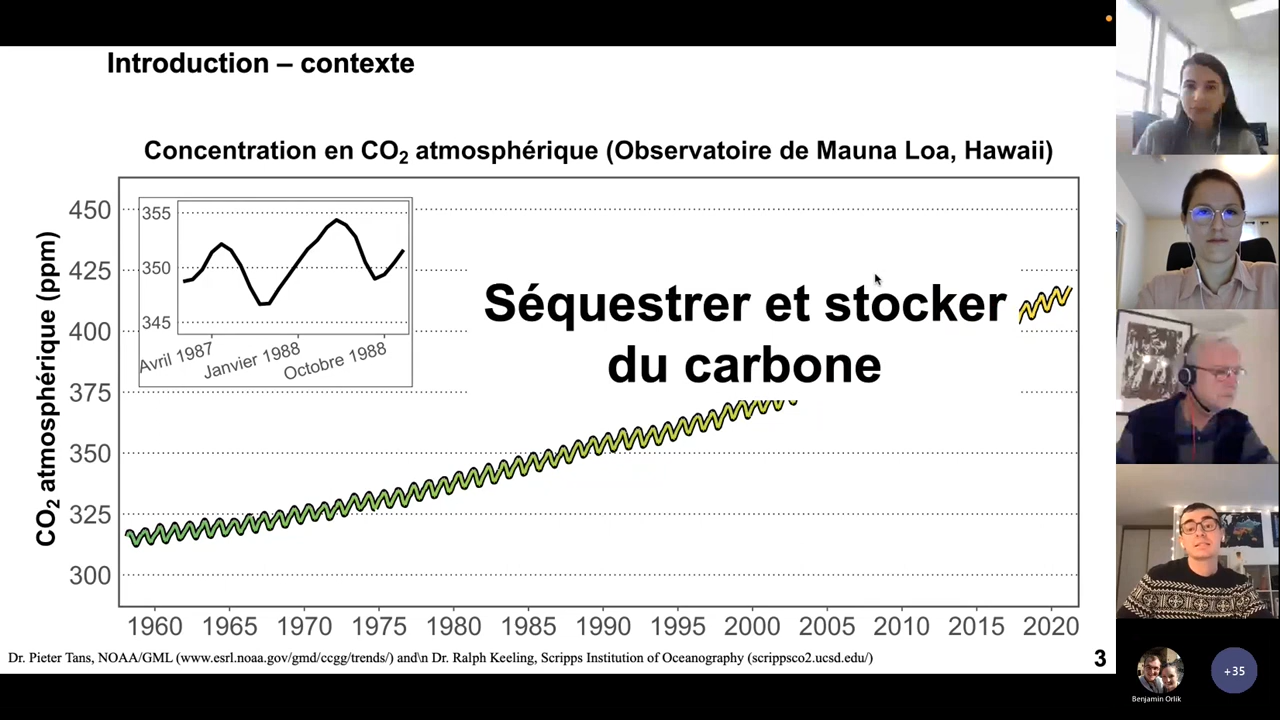 Introduction – contexte
Concentration en CO₂ atmosphérique (Observatoire de Mauna Loa, Hawaii)
CO₂ atmosphérique (ppm)
450
425
400
375
350
325
300
355
350
345
Avril 1987
Janvier 1988
Octobre 1988
Séquestrer et stocker
du carbone
1960 1965 1970 1975 1980 1985 1990 1995 2000 2005 2010 2015 2020
Dr. Pieter Tans, NOAA/GML (www.esrl.noaa.gov/gmd/ccgg/trends/) and\n Dr. Ralph Keeling, Scripps Institution of Oceanography (scrippsco2.ucsd.edu/)
3
+35
Benjamin Orlik